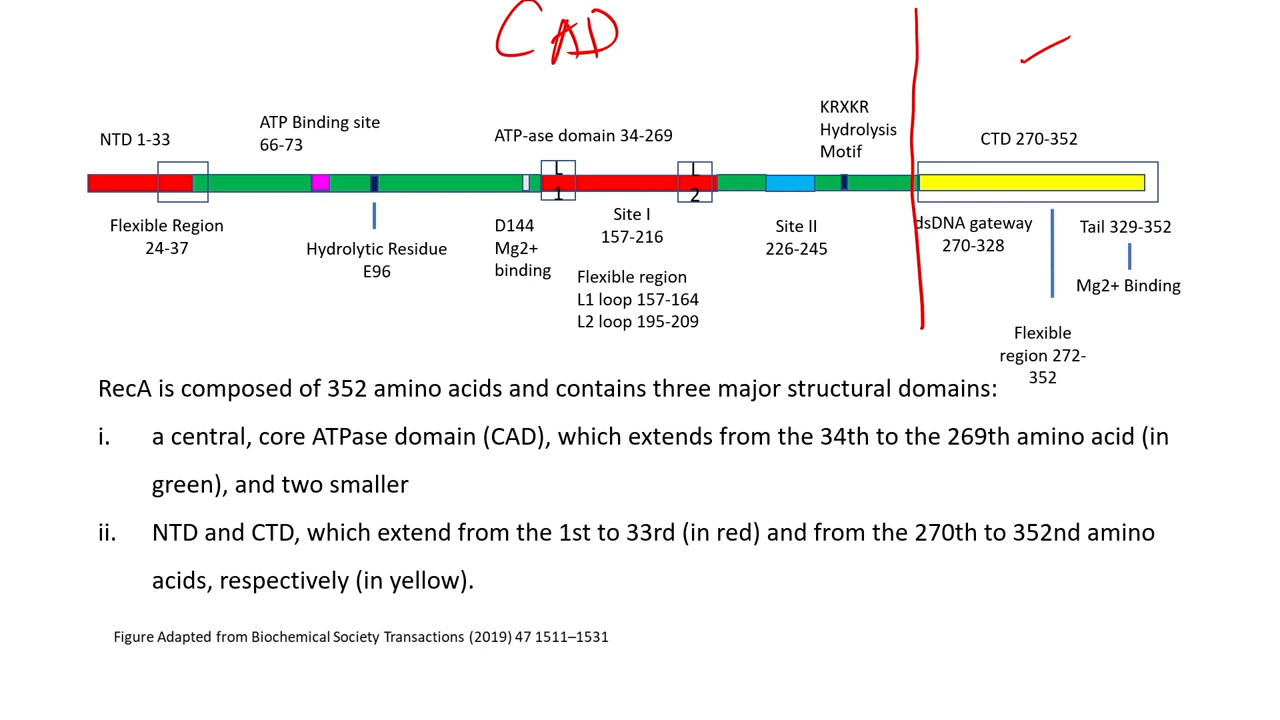 CAD
KRXKR
Hydrolysis
Motif
ATP Binding site
66-73
NTD 1-33
ATP-ase domain 34-269
CTD 270-352
L
1
L
2
Flexible Region
24-37
Hydrolytic Residue
E96
D144
Mg2+
binding
Site I
157-216
Flexible region
L1 loop 157-164
L2 loop 195-209
Site II
226-245
dsDNA gateway
270-328
Tail 329-352
Mg2+ Binding
Flexible
region 272-
352
RecA is composed of 352 amino acids and contains three major structural domains:
i. a central, core ATPase domain (CAD), which extends from the 34th to the 269th amino acid (in
green), and two smaller
ii. NTD and CTD, which extend from the 1st to 33rd (in red) and from the 270th to 352nd amino
acids, respectively (in yellow).
Figure Adapted from Biochemical Society Transactions (2019) 47 1511–1531